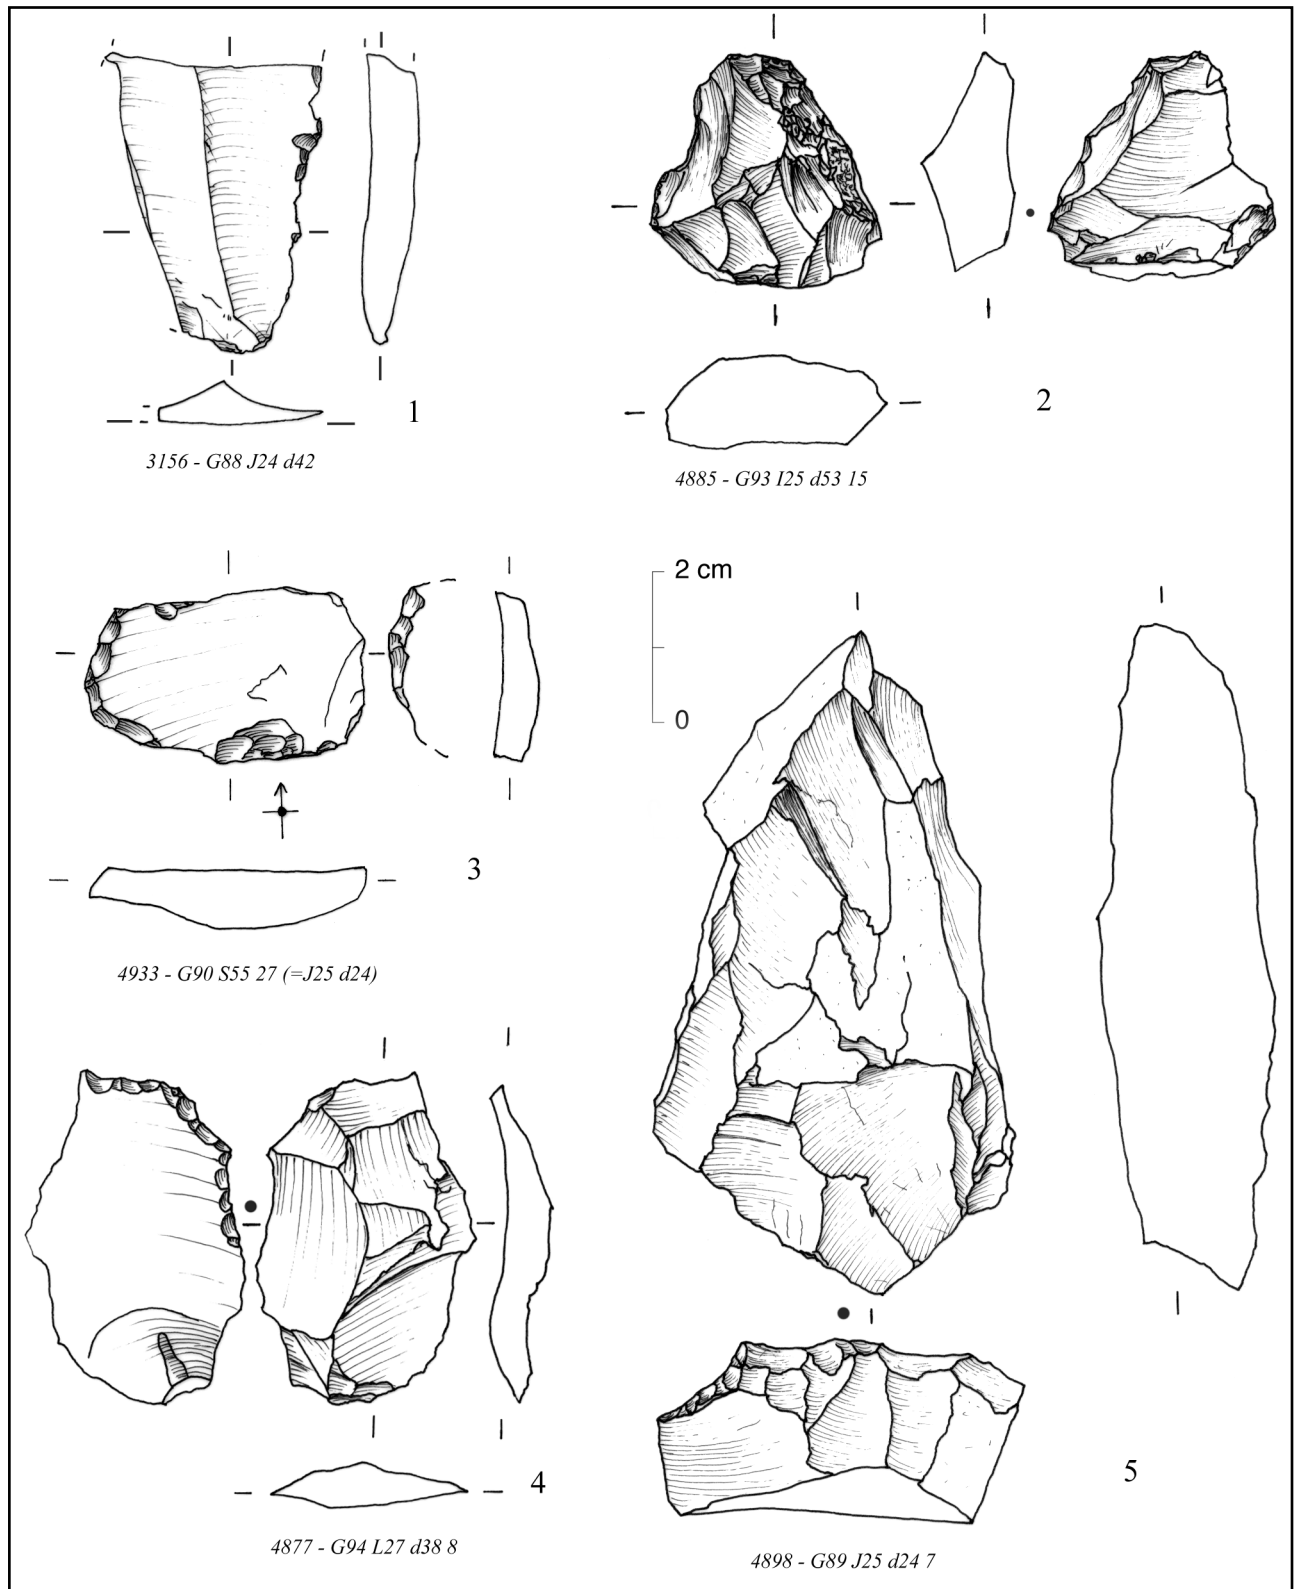 1
3156 - G88 J24 d42
2
4885 - G93 I25 d53 15
2 cm
0
3
4933 - G90 S55 27 (=J25 d24)
4
4877 - G94 L27 d38 8
5
4898 - G89 J25 d24 7